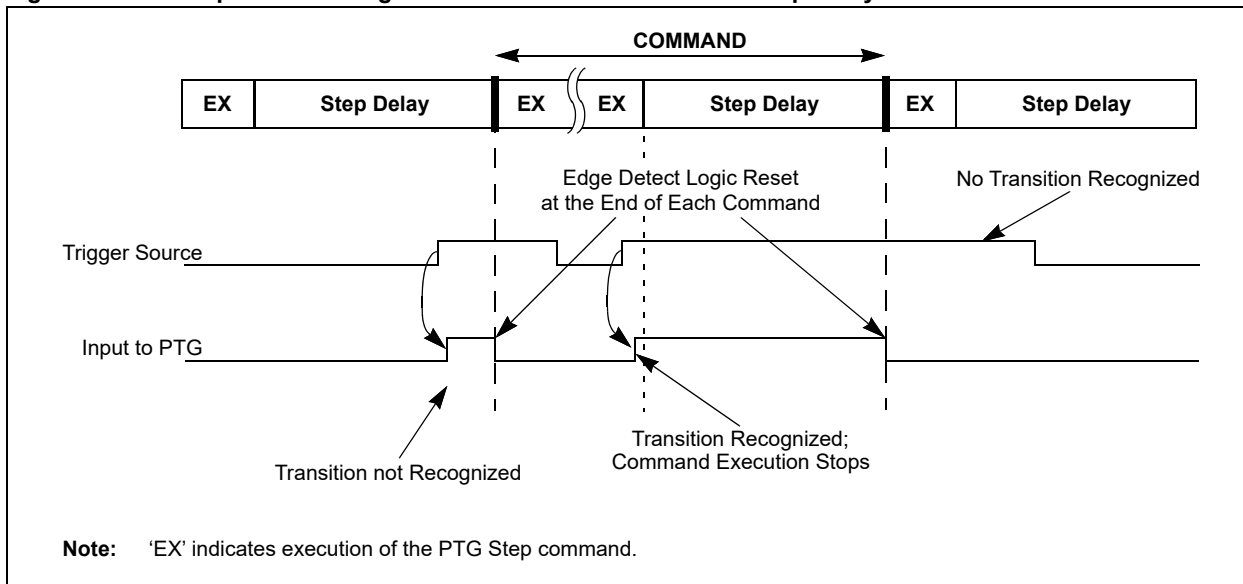 COMMAND
EX Step Delay EX EX Step Delay EX Step Delay
Edge Detect Logic Reset
at the End of Each Command
No Transition Recognized
Trigger Source
Input to PTG
Transition Recognized;
Command Execution Stops
Transition not Recognized
Note: ‘EX’ indicates execution of the PTG Step command.